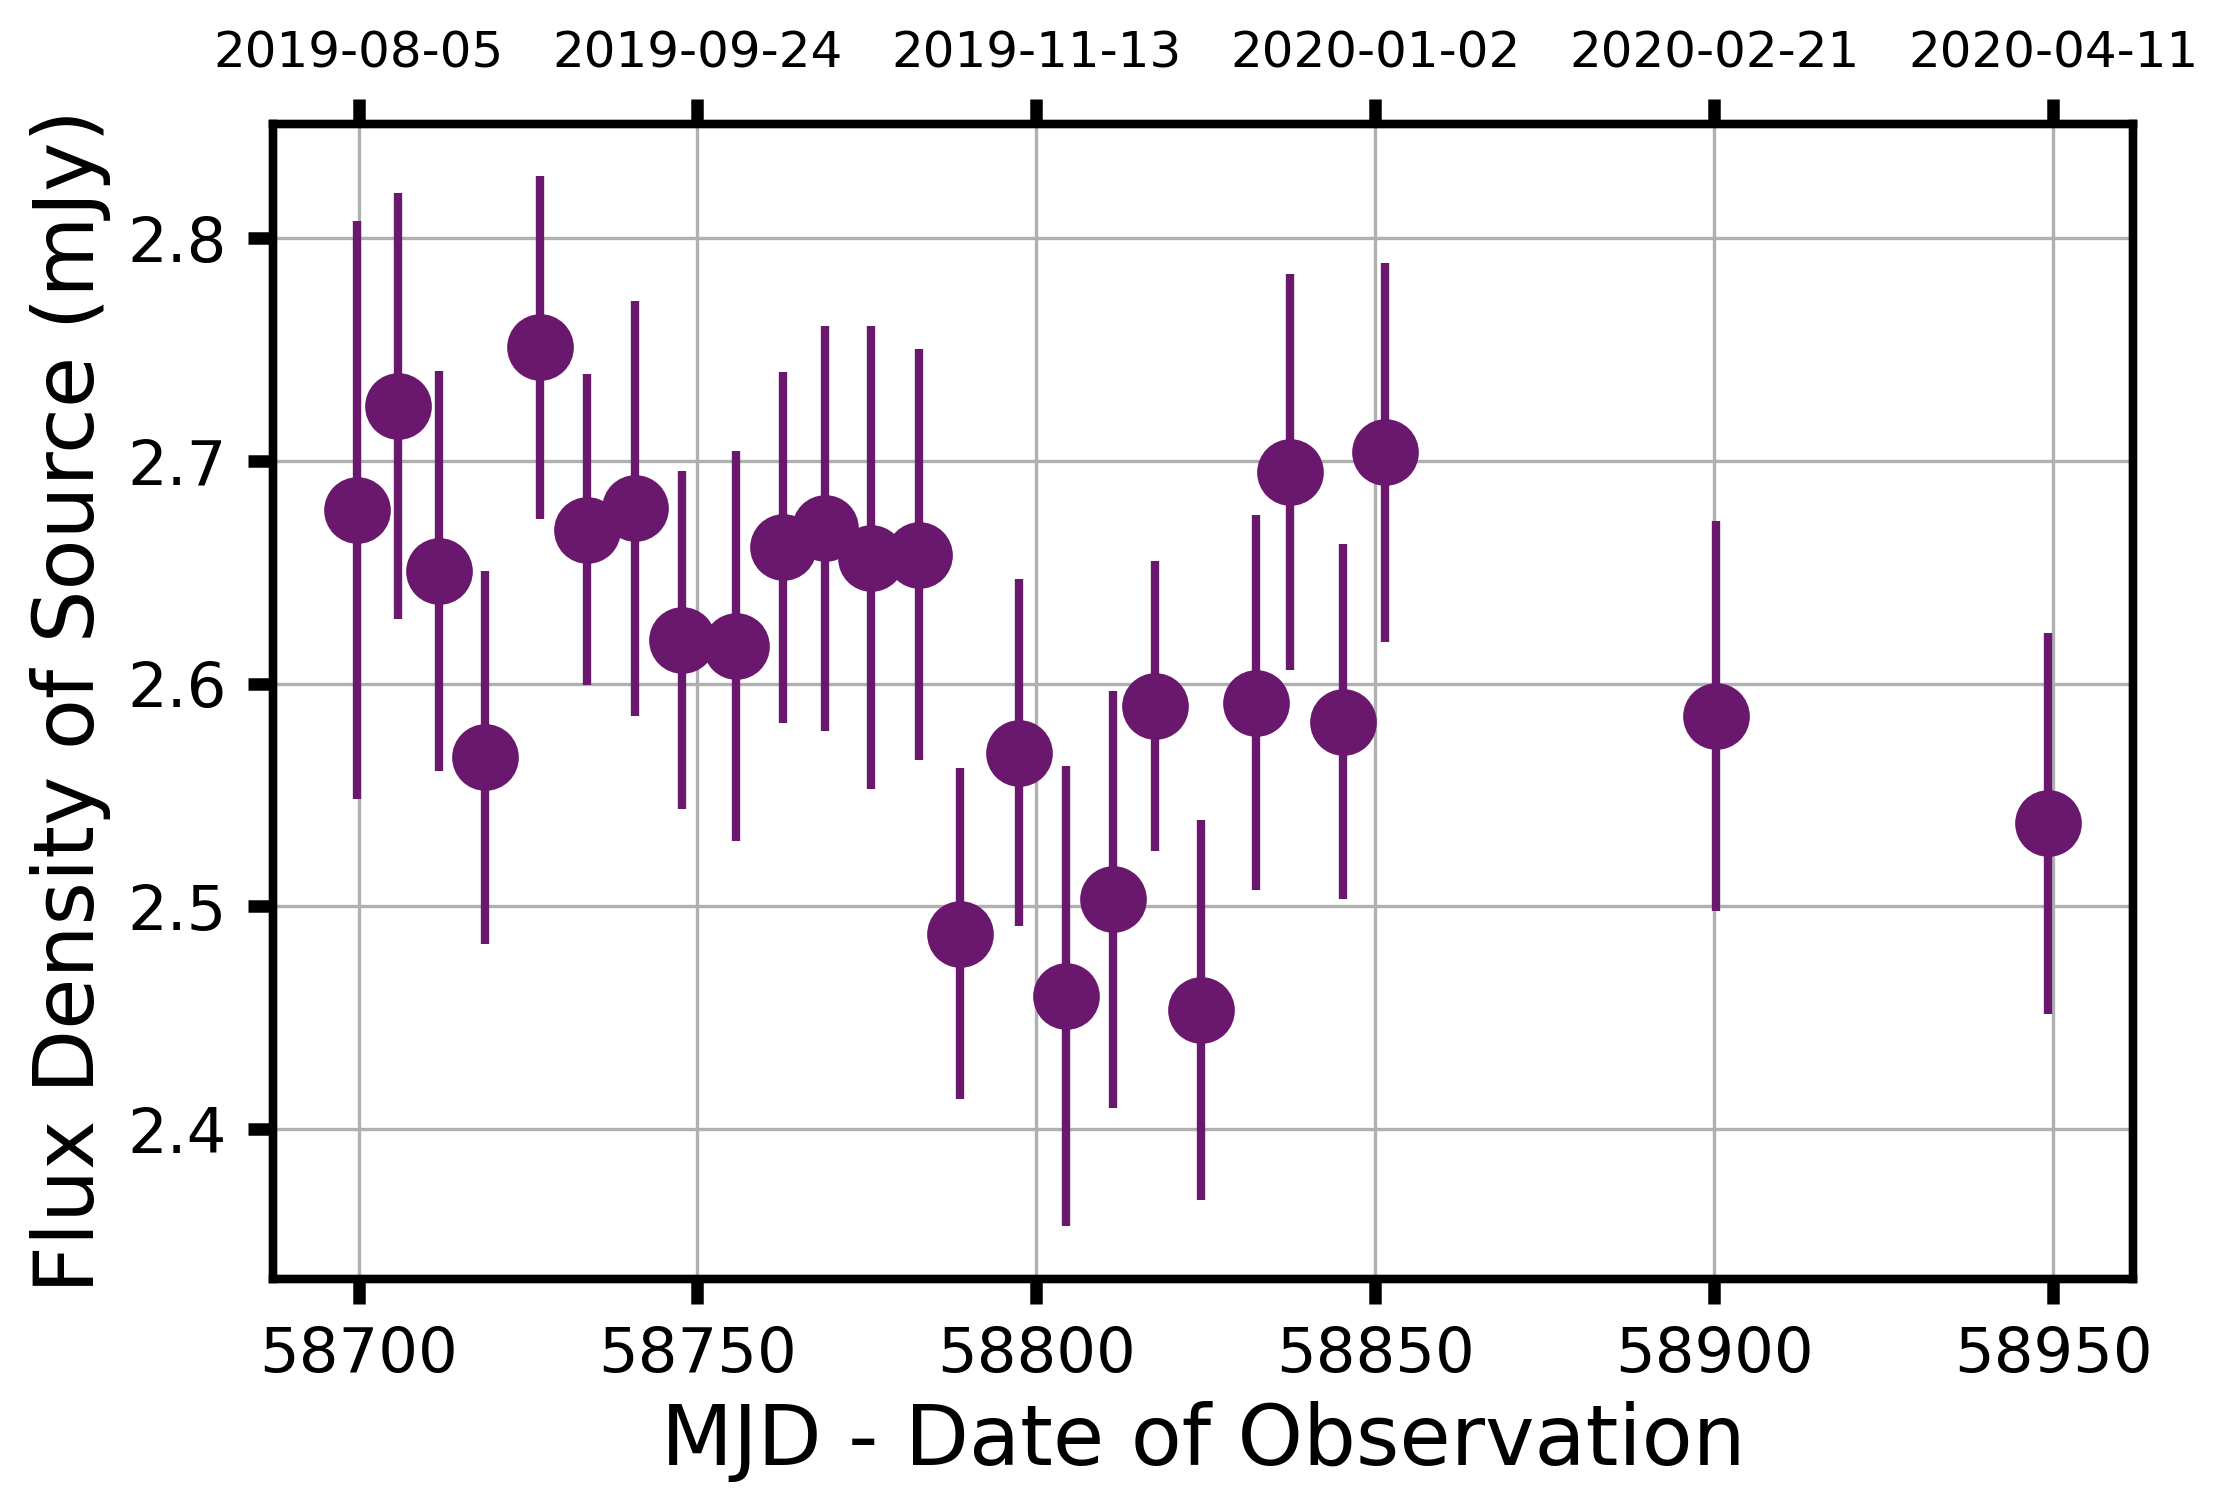 2019-08-05 2019-09-24 2019-11-13 2020-01-02 2020-02-21 2020-04-11
Flux Density of Source (mJy)
2.8
2.7
2.6
2.5
2.4
58700 58750 58800 58850 58900 58950
MJD - Date of Observation